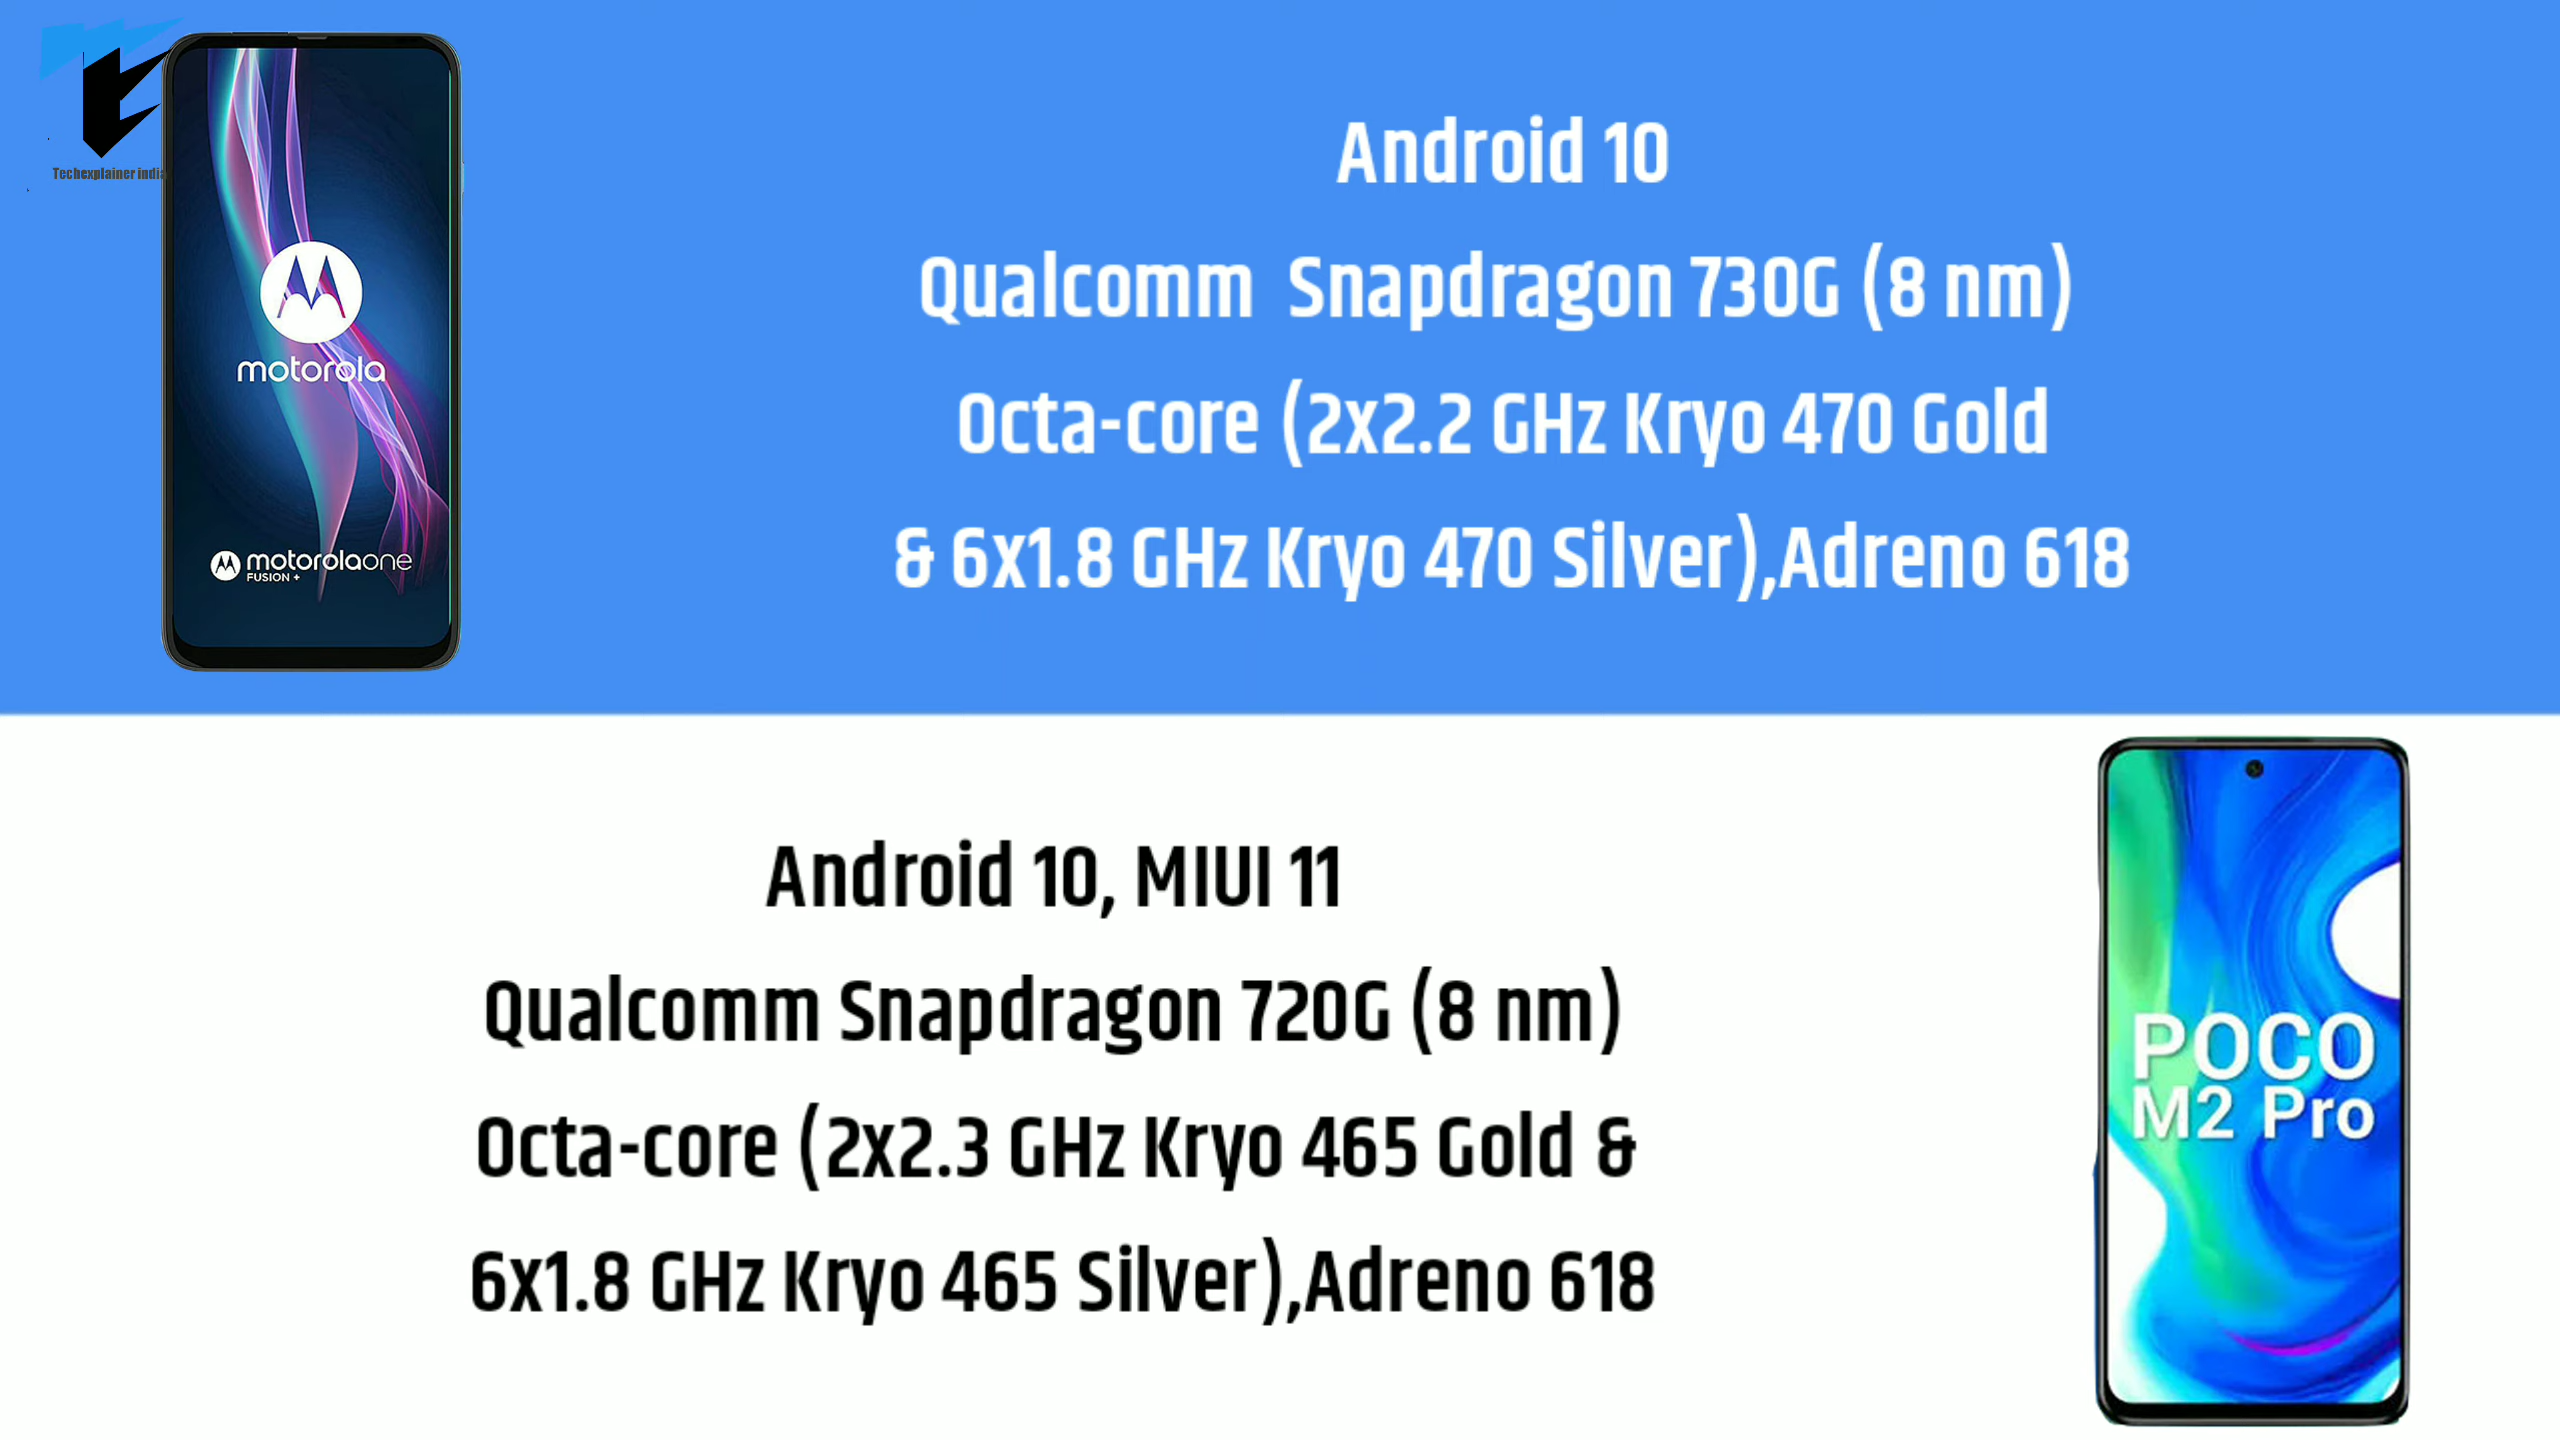 Techexplainer india
motorola
motorolaone
FUSION +
Android 10
Qualcomm Snapdragon 730G (8 nm)
Octa-core (2x2.2 GHz Kryo 470 Gold
& 6x1.8 GHz Kryo 470 Silver),Adreno 618
Android 10, MIUI 11
Qualcomm Snapdragon 720G (8 nm)
Octa-core (2x2.3 GHz Kryo 465 Gold &
6x1.8 GHz Kryo 465 Silver),Adreno 618
POCO
M2 Pro